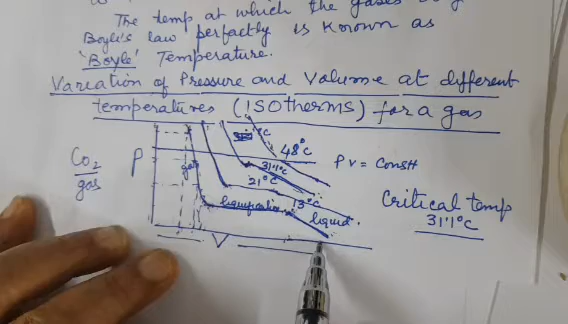 The temp at which the gases
Boyle's law perfectly is known as
'Boyle' Temperature.
Variation of Pressure and Volume at different
temperatures (ISOtherms) for a gas
48°C
CO2
gas
P
31.1°C
PV = Const
21°C
13°C
liquid.
Critical temp
31.1°C
V